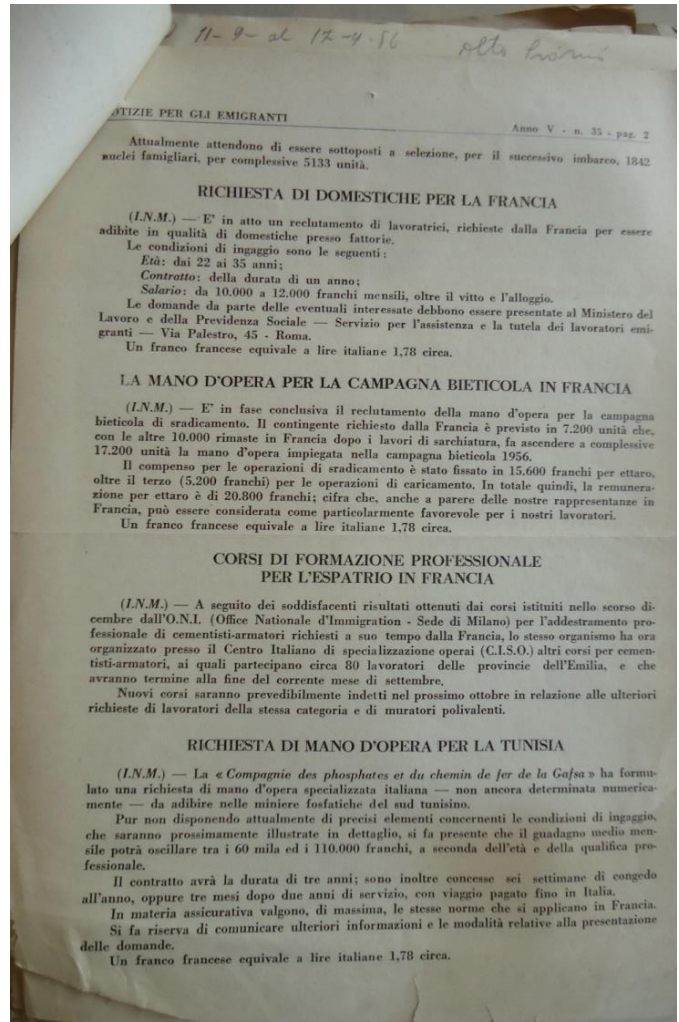 11-9- al 17-9-56
Alto
NOTIZIE PER GLI EMIGRANTI
Anno V - n. 35 - pag. 2
Attualmente attendono di essere sottoposti a selezione, per il successivo imbarco, 1842
nuclei famigliari, per complessive 5133 unità.
RICHIESTA DI DOMESTICHE PER LA FRANCIA
(I.N.M.) — E' in atto un reclutamento di lavoratrici, richieste dalla Francia per essere
adibite in qualità di domestiche presso fattorie.
Le condizioni di ingaggio sono le seguenti:
Età: dai 22 ai 35 anni;
Contratto: della durata di un anno;
Salario: da 10.000 a 12.000 franchi mensili, oltre il vitto e l'alloggio.
Le domande da parte delle eventuali interessate debbono essere presentate al Ministero del
Lavoro e della Previdenza Sociale — Servizio per l'assistenza e la tutela dei lavoratori emi-
granti — Via Palestro, 45 - Roma.
Un franco francese equivale a lire italiane 1,78 circa.
LA MANO D'OPERA PER LA CAMPAGNA BIETICOLA IN FRANCIA
(I.N.M.) — E' in fase conclusiva il reclutamento della mano d'opera per la campagna
bieticola di sradicamento. Il contingente richiesto dalla Francia è previsto in 7.200 unità che,
con le altre 10.000 rimaste in Francia dopo i lavori di sarchiatura, fa ascendere a complessive
17.200 unità la mano d'opera impiegata nella campagna bieticola 1956.
Il compenso per le operazioni di sradicamento è stato fissato in 15.600 franchi per ettaro,
oltre il terzo (5.200 franchi) per le operazioni di caricamento. In totale quindi, la remunera-
zione per ettaro è di 20.800 franchi; cifra che, anche a parere delle nostre rappresentanze in
Francia, può essere considerata come particolarmente favorevole per i nostri lavoratori.
Un franco francese equivale a lire italiane 1,78 circa.
CORSI DI FORMAZIONE PROFESSIONALE
PER L'ESPATRIO IN FRANCIA
(I.N.M.) — A seguito dei soddisfacenti risultati ottenuti dai corsi istituiti nello scorso di-
cembre dall'O.N.I. (Office Nationale d'Immigration - Sede di Milano) per l'addestramento pro-
fessionale di cementisti-armatori richiesti a suo tempo dalla Francia, lo stesso organismo ha ora
organizzato presso il Centro Italiano di specializzazione operai (C.I.S.O.) altri corsi per cemen-
tisti-armatori, ai quali partecipano circa 80 lavoratori delle provincie dell'Emilia, e che
avranno termine alla fine del corrente mese di settembre.
Nuovi corsi saranno prevedibilmente indetti nel prossimo ottobre in relazione alle ulteriori
richieste di lavoratori della stessa categoria e di muratori polivalenti.
RICHIESTA DI MANO D'OPERA PER LA TUNISIA
(I.N.M.) — La « Compagnie des phosphates et du chemin de fer de la Gafsa » ha formu-
lato una richiesta di mano d'opera specializzata italiana — non ancora determinata numerica-
mente — da adibire nelle miniere fosfatiche del sud tunisino.
Pur non disponendo attualmente di precisi elementi concernenti le condizioni di ingaggio,
che saranno prossimamente illustrate in dettaglio, si fa presente che il guadagno medio men-
sile potrà oscillare tra i 60 mila ed i 110.000 franchi, a seconda dell'età e della qualifica pro-
fessionale.
Il contratto avrà la durata di tre anni; sono inoltre concesse sei settimane di congedo
all'anno, oppure tre mesi dopo due anni di servizio, con viaggio pagato fino in Italia.
In materia assicurativa valgono, di massima, le stesse norme che si applicano in Francia.
Si fa riserva di comunicare ulteriori informazioni e le modalità relative alla presentazione
delle domande.
Un franco francese equivale a lire italiane 1,78 circa.